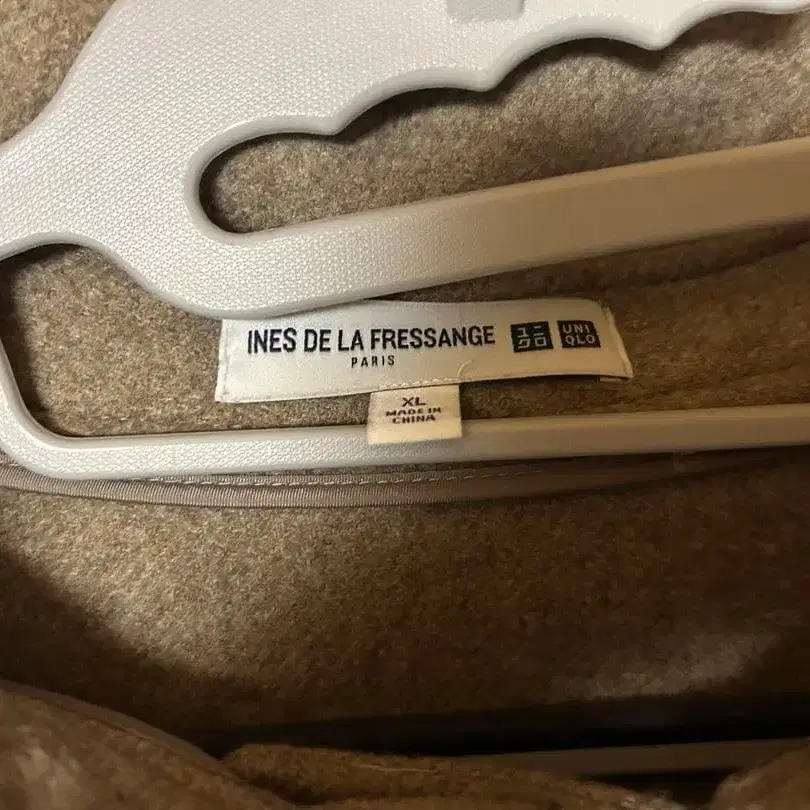 INES DE LA FRESSANGE
PARIS
ユニ
クロ
UNI
QLO
XL
MADE IN
CHINA